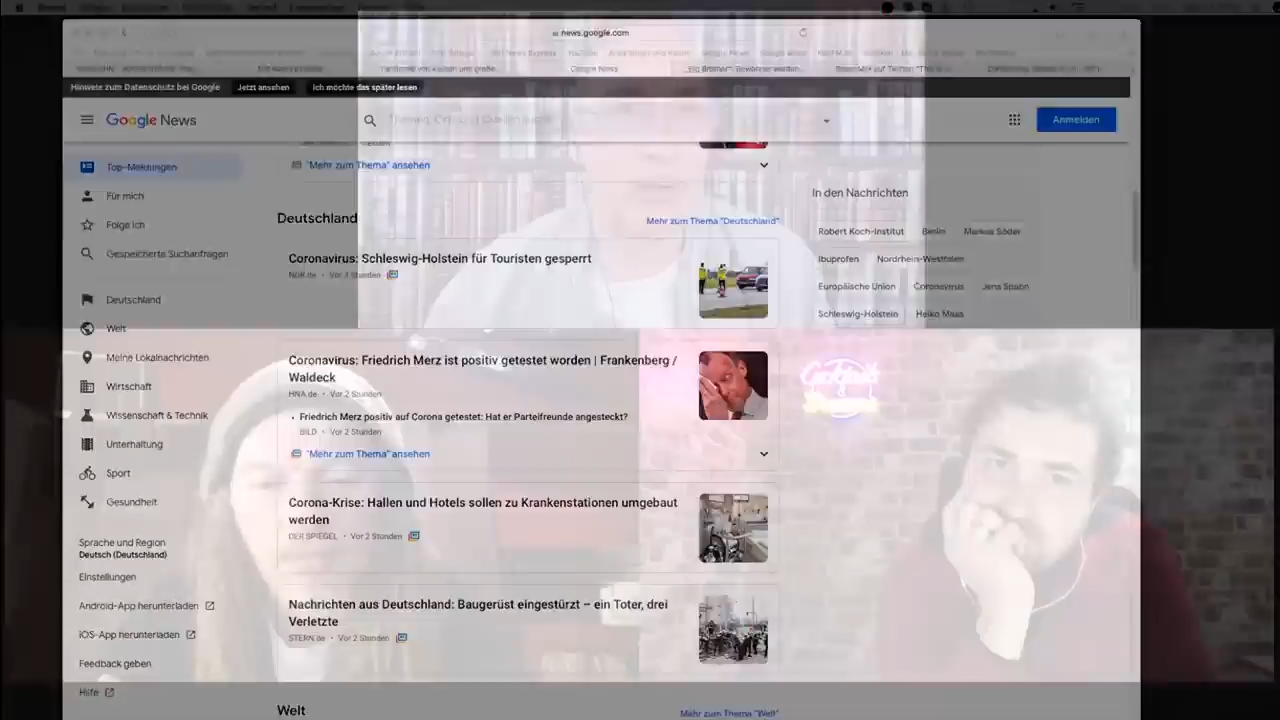 news.google.com
Google News
Hinweise zum Datenschutz bei Google
Jetzt ansehen
Ich möchte das später lesen
Google News
Anmelden
Top-Meldungen
Für mich
Folge ich
Gespeicherte Suchanfragen
Deutschland
Welt
Meine Lokalnachrichten
Wirtschaft
Wissenschaft & Technik
Unterhaltung
Sport
Gesundheit
Sprache und Region
Deutsch (Deutschland)
Einstellungen
Android-App herunterladen
iOS-App herunterladen
Feedback geben
Hilfe
"Mehr zum Thema" ansehen
Deutschland
Mehr zum Thema "Deutschland"
Coronavirus: Schleswig-Holstein für Touristen gesperrt
NDR.de • Vor 3 Stunden
Coronavirus: Friedrich Merz ist positiv getestet worden | Frankenberg /
Waldeck
HNA.de • Vor 2 Stunden
• Friedrich Merz positiv auf Corona getestet: Hat er Parteifreunde angesteckt?
BILD • Vor 2 Stunden
"Mehr zum Thema" ansehen
Corona-Krise: Hallen und Hotels sollen zu Krankenstationen umgebaut
werden
DER SPIEGEL • Vor 2 Stunden
Nachrichten aus Deutschland: Baugerüst eingestürzt – ein Toter, drei
Verletzte
STERN.de • Vor 2 Stunden
Welt
Mehr zum Thema "Welt"
In den Nachrichten
Robert Koch-Institut
Berlin
Markus Söder
Ibuprofen
Nordrhein-Westfalen
Europäische Union
Coronavirus
Jens Spahn
Schleswig-Holstein
Heiko Maas
Cocktails